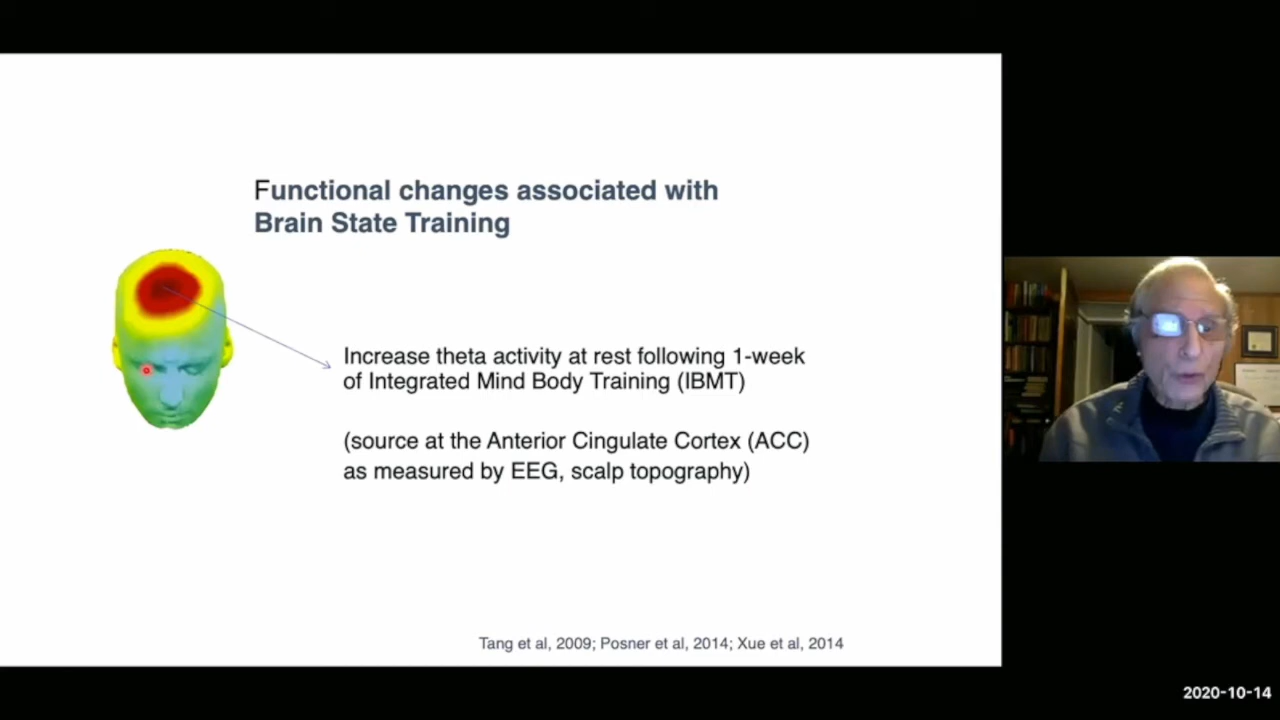 Functional changes associated with
Brain State Training
Increase theta activity at rest following 1-week
of Integrated Mind Body Training (IBMT)
(source at the Anterior Cingulate Cortex (ACC)
as measured by EEG, scalp topography)
Tang et al, 2009; Posner et al, 2014; Xue et al, 2014
2020-10-14